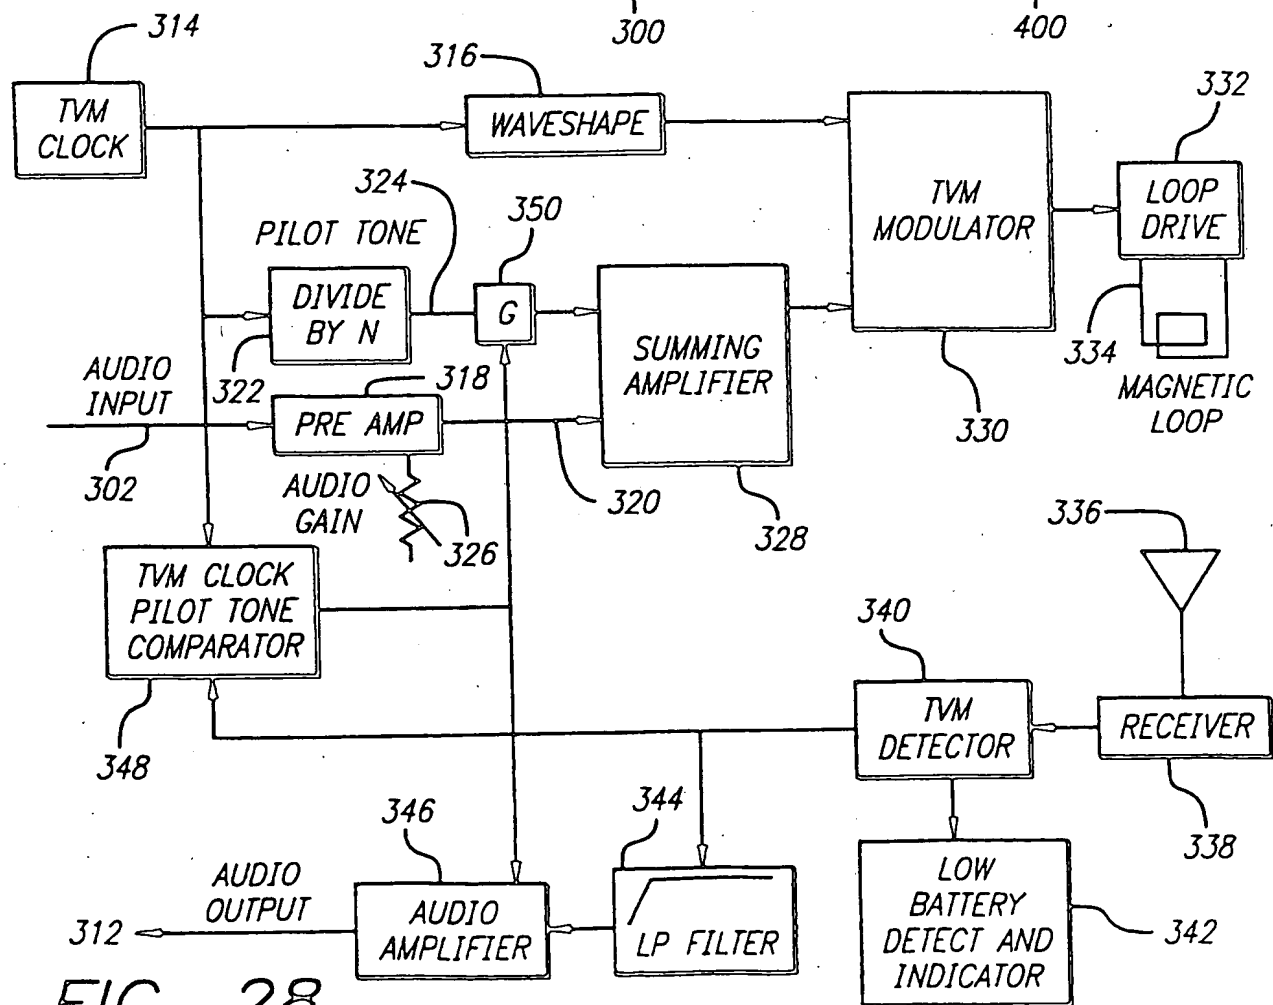 300
400
314
TVM
CLOCK
316
WAVESHAPE
332
LOOP
DRIVE
TVM
MODULATOR
324
350
PILOT TONE
DIVIDE
BY N
G
322
SUMMING
AMPLIFIER
334
MAGNETIC
LOOP
AUDIO
INPUT
318
PRE AMP
330
302
AUDIO
GAIN
326
320
328
336
TVM CLOCK
PILOT TONE
COMPARATOR
340
TVM
DETECTOR
RECEIVER
348
346
344
338
AUDIO
OUTPUT
312
AUDIO
AMPLIFIER
LP FILTER
LOW
BATTERY
DETECT AND
INDICATOR
342
FIG. 28